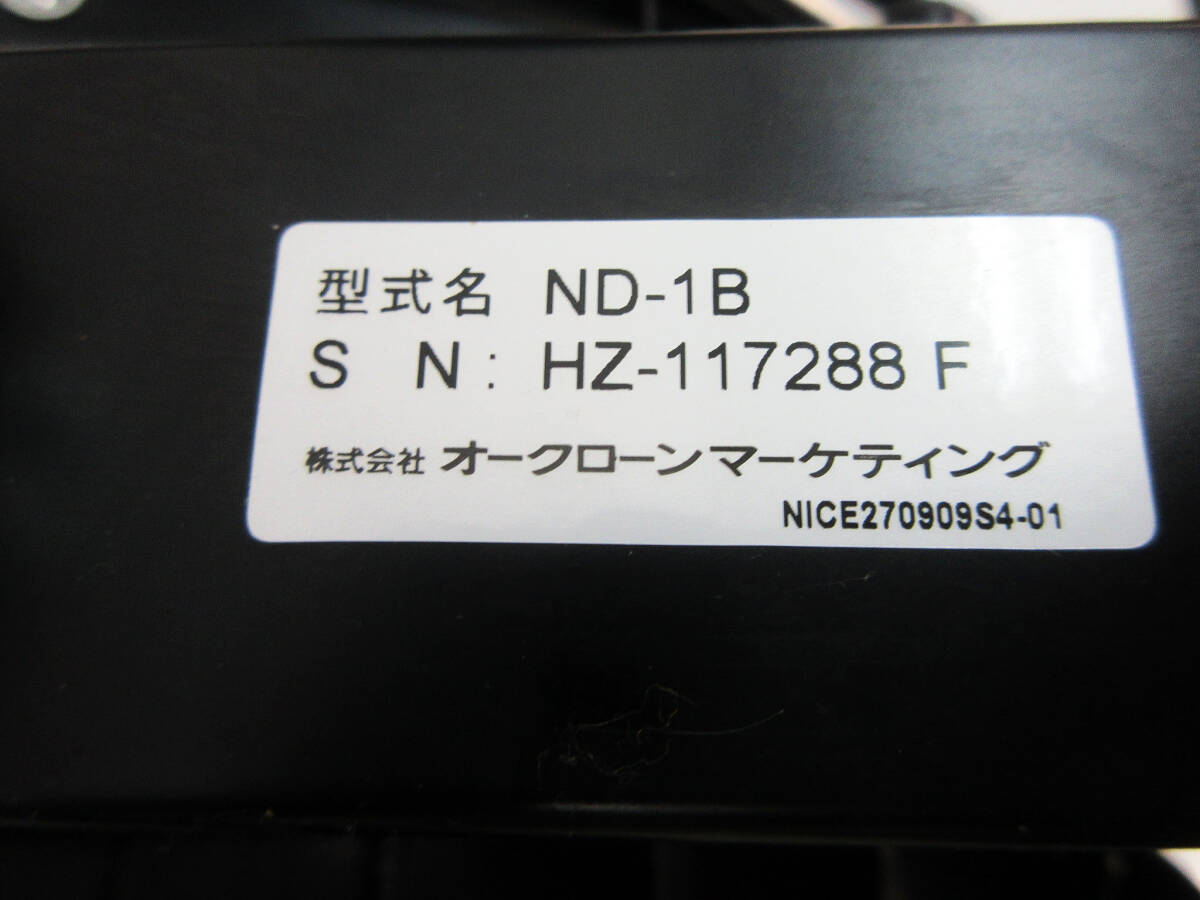 型式名 ND-1B
S N: HZ-117288 F
株式会社 オークローンマーケティング
NICE270909S4-01